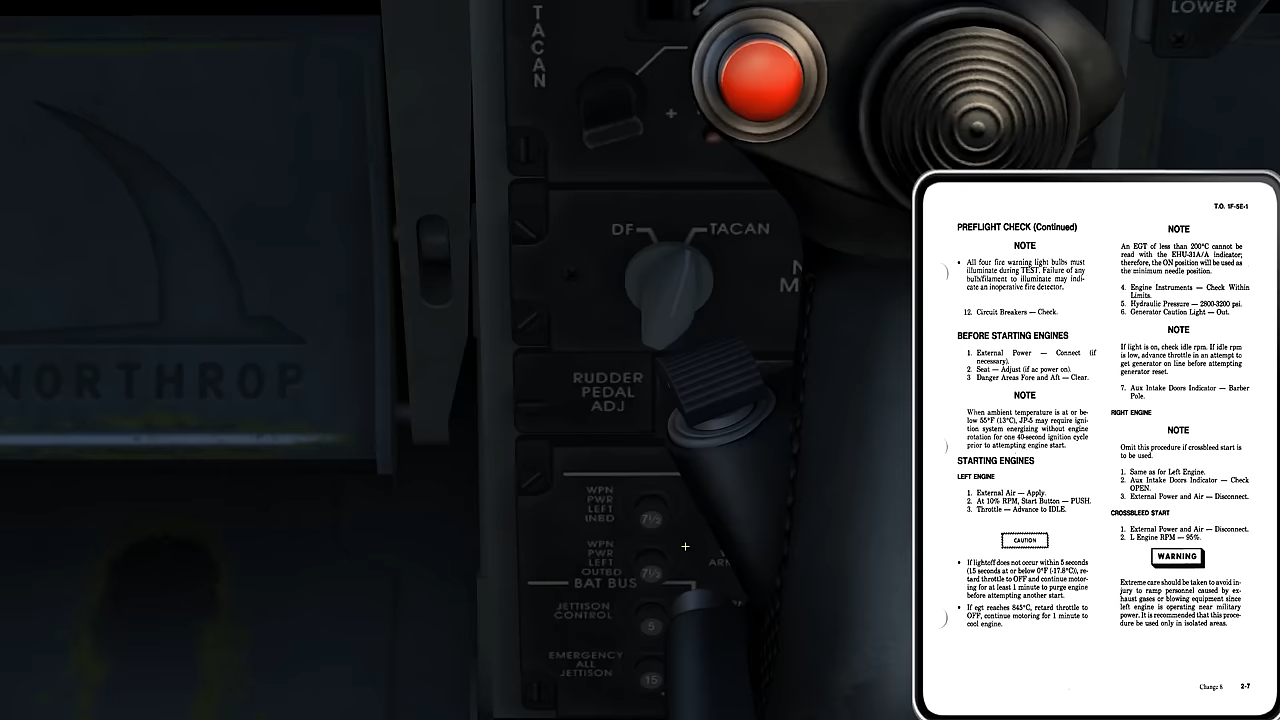 TACAN
LOWER
DF
TACAN
N
M
NORTHRO
RUDDER
PEDAL
ADJ
WPN
PWR
LEFT
INBD
7½
WPN
PWR
LEFT
OUTBD
7½
BAT BUS
JETTISON
CONTROL
5
EMERGENCY
ALL
JETTISON
15
T.O. 1F-5E-1
PREFLIGHT CHECK (Continued)
NOTE
• All four fire warning light bulbs must
illuminate during TEST. Failure of any
bulb/filament to illuminate may indi-
cate an inoperative fire detector.
12. Circuit Breakers — Check.
BEFORE STARTING ENGINES
1. External Power — Connect (if
necessary).
2. Seat — Adjust (if ac power on).
3 Danger Areas Fore and Aft — Clear.
NOTE
When ambient temperature is at or be-
low 55°F (13°C), JP-5 may require igni-
tion system energizing without engine
rotation for one 40-second ignition cycle
prior to attempting engine start.
STARTING ENGINES
LEFT ENGINE
1. External Air — Apply.
2. At 10% RPM, Start Button — PUSH.
3. Throttle — Advance to IDLE.
CAUTION
• If lightoff does not occur within 5 seconds
(15 seconds at or below 0°F (-17.8°C)), re-
tard throttle to OFF and continue motor-
ing for at least 1 minute to purge engine
before attempting another start.
• If egt reaches 845°C, retard throttle to
OFF, continue motoring for 1 minute to
cool engine.
NOTE
An EGT of less than 200°C cannot be
read with the EHU-31A/A indicator;
therefore, the ON position will be used as
the minimum needle position.
4. Engine Instruments — Check Within
Limits.
5. Hydraulic Pressure — 2800-3200 psi.
6. Generator Caution Light — Out.
NOTE
If light is on, check idle rpm. If idle rpm
is low, advance throttle in an attempt to
get generator on line before attempting
generator reset.
7. Aux Intake Doors Indicator — Barber
Pole.
RIGHT ENGINE
NOTE
Omit this procedure if crossbleed start is
to be used.
1. Same as for Left Engine.
2. Aux Intake Doors Indicator — Check
OPEN.
3. External Power and Air — Disconnect.
CROSSBLEED START
1. External Power and Air — Disconnect.
2. L Engine RPM — 95%.
WARNING
Extreme care should be taken to avoid in-
jury to ramp personnel caused by ex-
haust gases or blowing equipment since
left engine is operating near military
power. It is recommended that this proce-
dure be used only in isolated areas.
Change 8 2-7